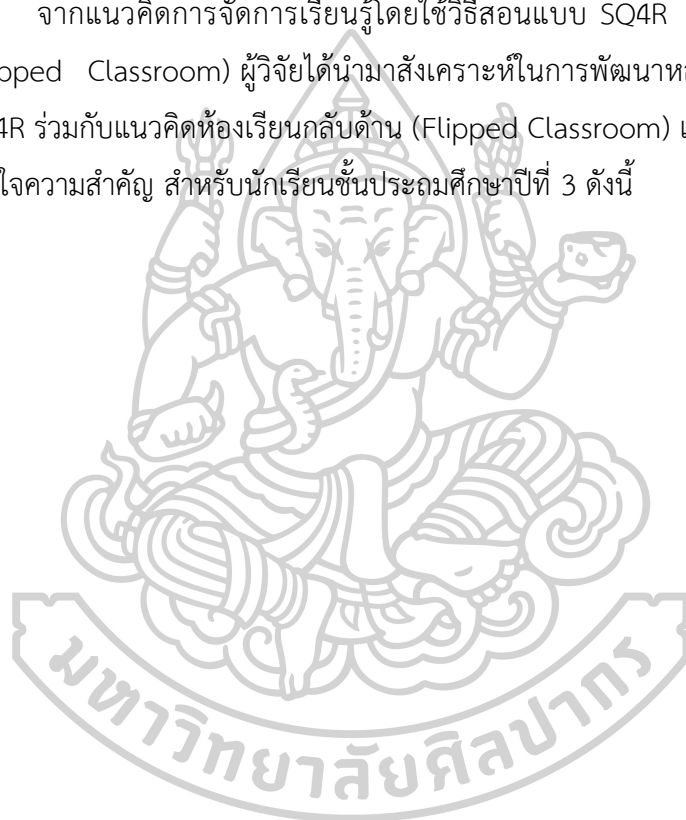 จากแนวคิดการจัดการเรียนรู้โดยใช้วิธีสอนแบบ SQ4R
pped Classroom) ผู้วิจัยได้นำมาสังเคราะห์ในการพัฒนาห
4R ร่วมกับแนวคิดห้องเรียนกลับด้าน (Flipped Classroom) เ
ใจความสำคัญ สำหรับนักเรียนชั้นประถมศึกษาปีที่ 3 ดังนี้
มหาวิทยาลัยศิลปากร